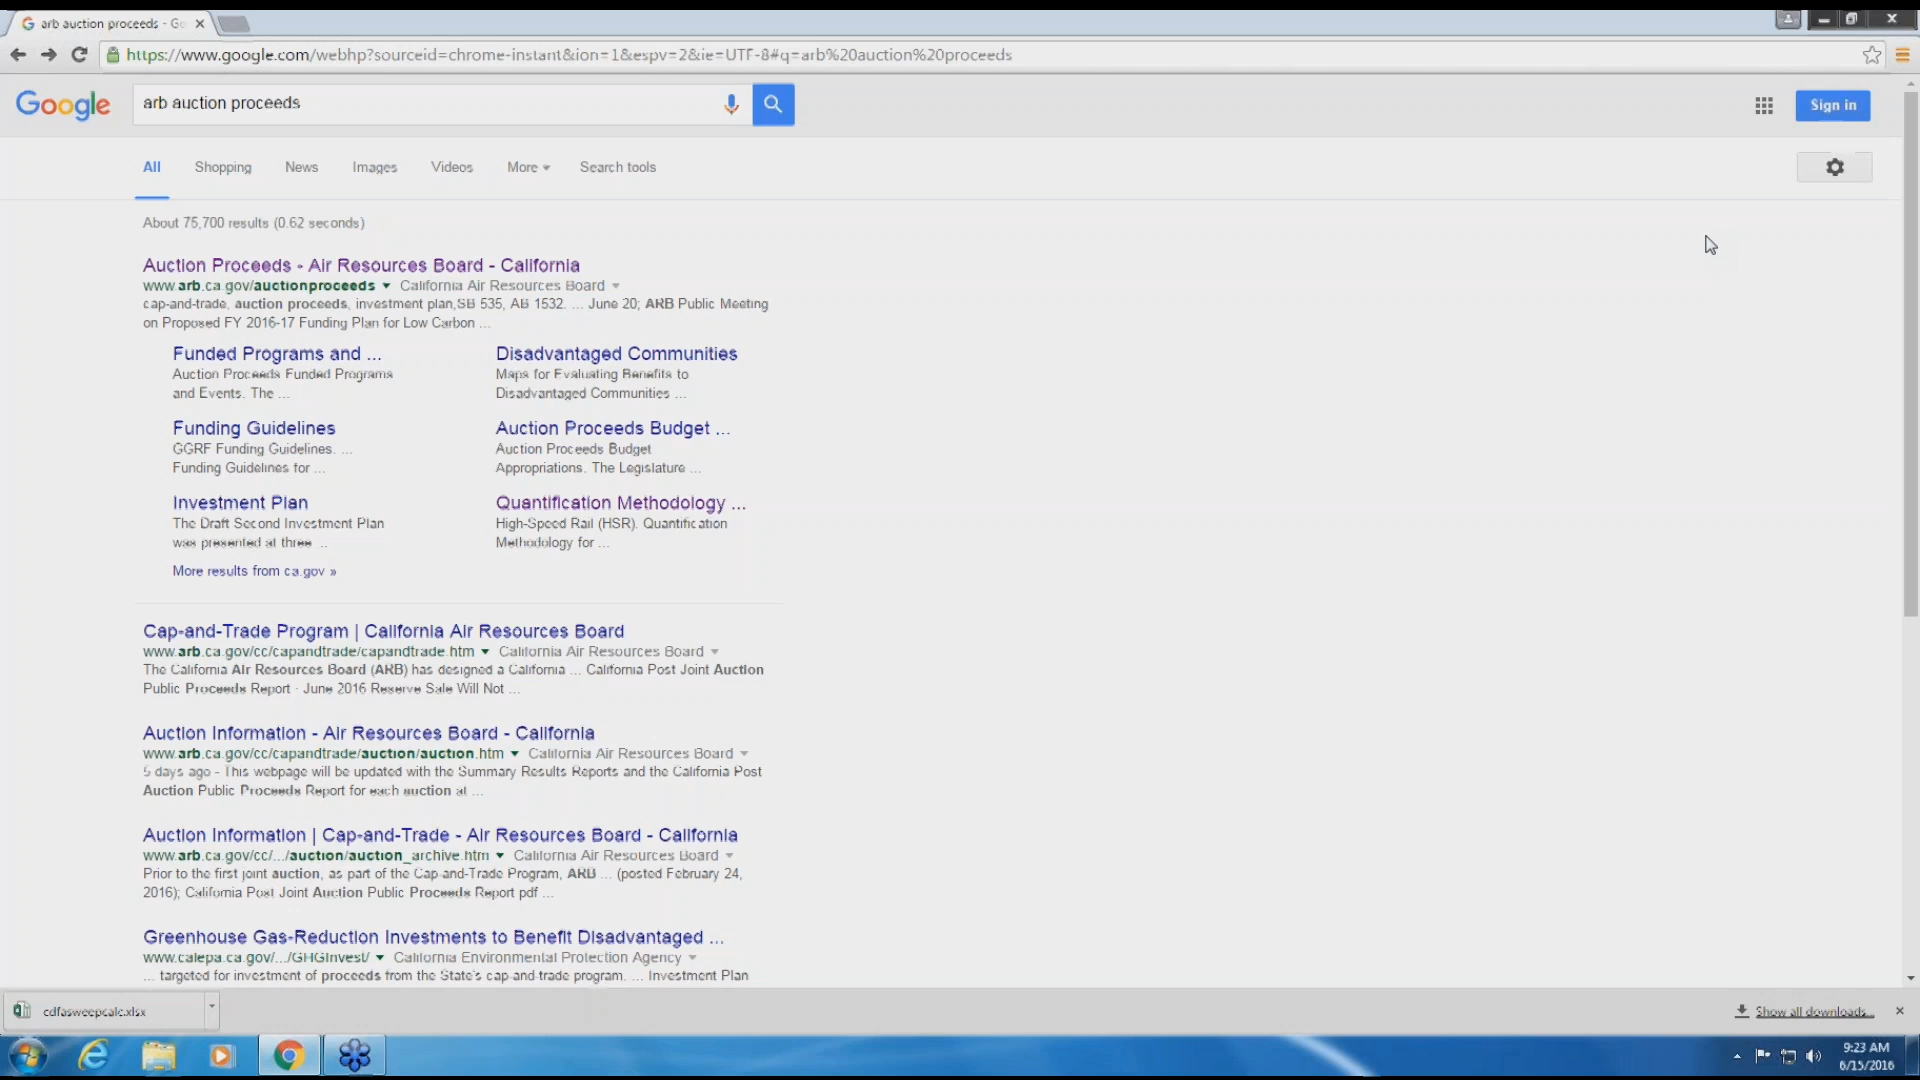 arb auction proceeds - Go
https://www.google.com/webhp?sourceid=chrome-instant&ion=1&espv=2&ie=UTF-8#q=arb%20auction%20proceeds
Google
arb auction proceeds
Sign in
All Shopping News Images Videos More Search tools
About 75,700 results (0.62 seconds)
Auction Proceeds - Air Resources Board - California
www.arb.ca.gov/auctionproceeds California Air Resources Board
cap-and-trade, auction proceeds, investment plan,SB 535, AB 1532. ... June 20; ARB Public Meeting
on Proposed FY 2016-17 Funding Plan for Low Carbon ...
Funded Programs and ...
Auction Proceeds Funded Programs
and Events. The ...
Disadvantaged Communities
Maps for Evaluating Benefits to
Disadvantaged Communities ...
Funding Guidelines
GGRF Funding Guidelines. ...
Funding Guidelines for ...
Auction Proceeds Budget ...
Auction Proceeds Budget
Appropriations. The Legislature ...
Investment Plan
The Draft Second Investment Plan
was presented at three ...
Quantification Methodology ...
High-Speed Rail (HSR). Quantification
Methodology for ...
More results from ca.gov »
Cap-and-Trade Program | California Air Resources Board
www.arb.ca.gov/cc/capandtrade/capandtrade.htm California Air Resources Board
The California Air Resources Board (ARB) has designed a California ... California Post Joint Auction
Public Proceeds Report · June 2016 Reserve Sale Will Not ...
Auction Information - Air Resources Board - California
www.arb.ca.gov/cc/capandtrade/auction/auction.htm California Air Resources Board
5 days ago - This webpage will be updated with the Summary Results Reports and the California Post
Auction Public Proceeds Report for each auction at ...
Auction Information | Cap-and-Trade - Air Resources Board - California
www.arb.ca.gov/cc/.../auction/auction_archive.htm California Air Resources Board
Prior to the first joint auction, as part of the Cap-and-Trade Program, ARB ... (posted February 24,
2016); California Post Joint Auction Public Proceeds Report pdf ...
Greenhouse Gas-Reduction Investments to Benefit Disadvantaged ...
www.calepa.ca.gov/.../GHGInvest/ California Environmental Protection Agency
... targeted for investment of proceeds from the State's cap-and-trade program. ... Investment Plan
cdfasweepcalc.xlsx
Show all downloads...
9:23 AM
6/15/2016